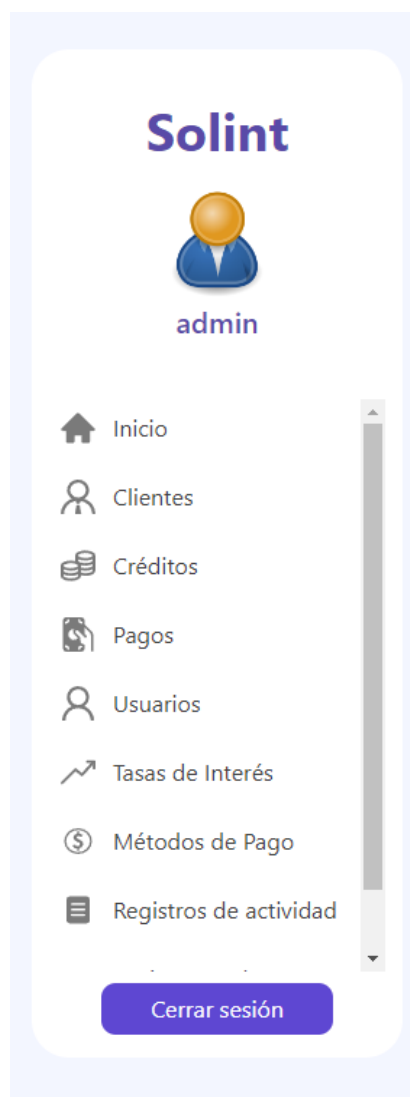 Solint
admin
Inicio
Clientes
Créditos
Pagos
Usuarios
Tasas de Interés
Métodos de Pago
Registros de actividad
Cerrar sesión